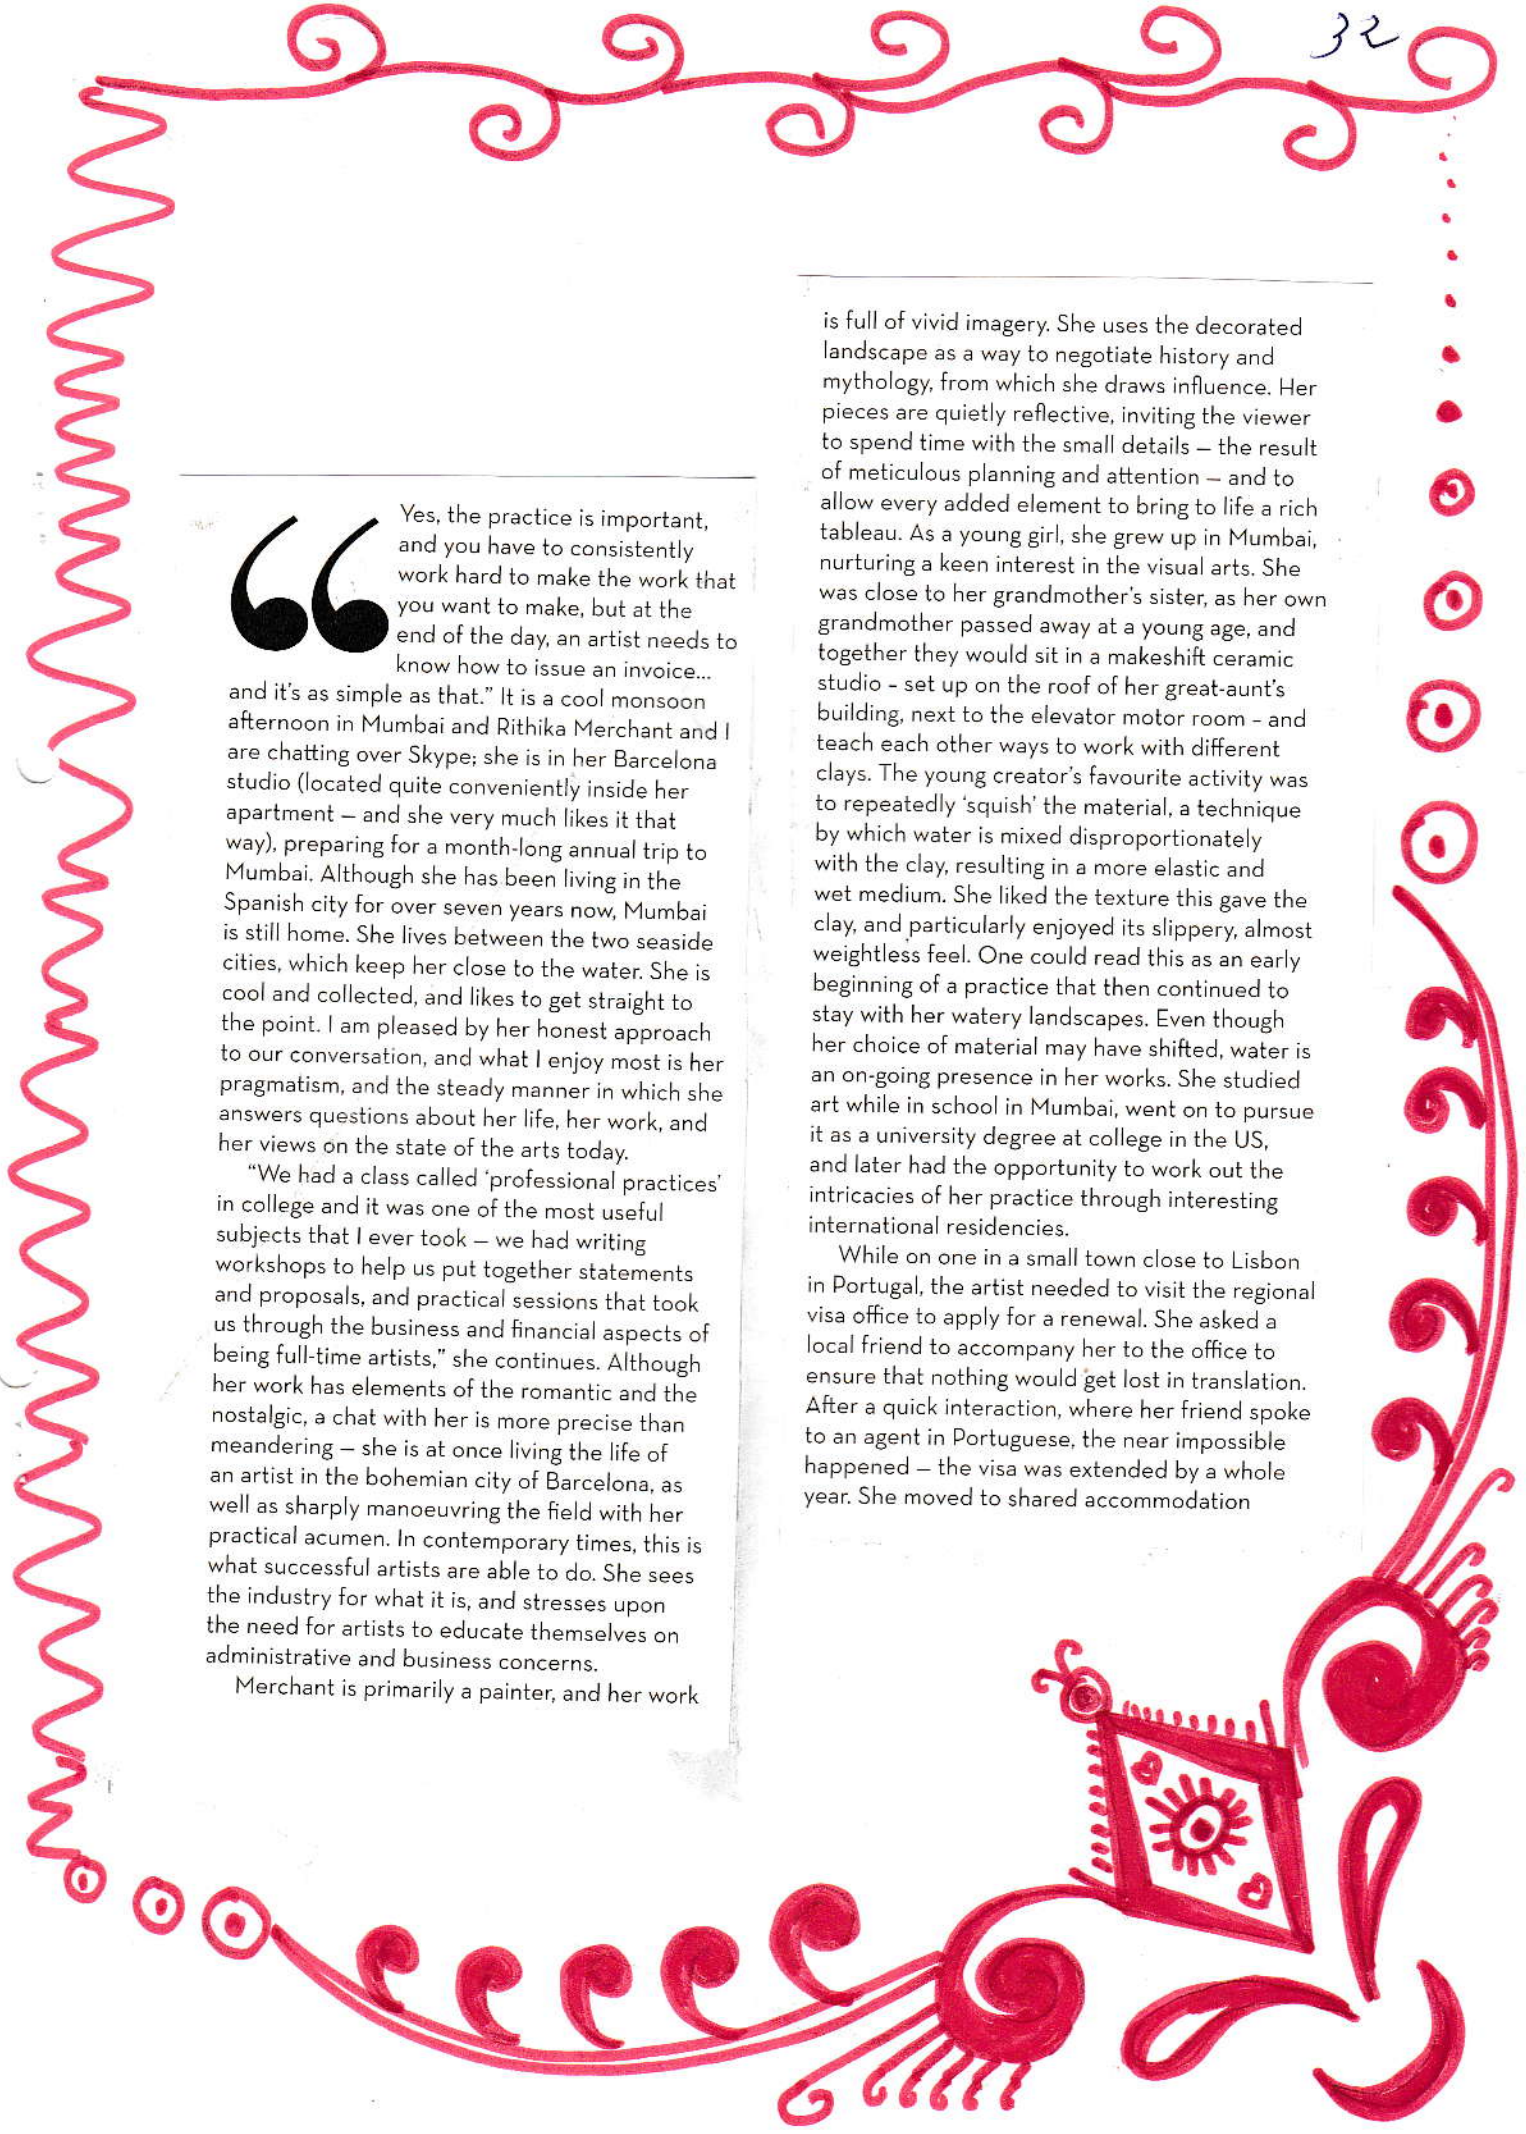 32
“
Yes, the practice is important,
and you have to consistently
work hard to make the work that
you want to make, but at the
end of the day, an artist needs to
know how to issue an invoice...
and it's as simple as that.” It is a cool monsoon
afternoon in Mumbai and Rithika Merchant and I
are chatting over Skype; she is in her Barcelona
studio (located quite conveniently inside her
apartment – and she very much likes it that
way), preparing for a month-long annual trip to
Mumbai. Although she has been living in the
Spanish city for over seven years now, Mumbai
is still home. She lives between the two seaside
cities, which keep her close to the water. She is
cool and collected, and likes to get straight to
the point. I am pleased by her honest approach
to our conversation, and what I enjoy most is her
pragmatism, and the steady manner in which she
answers questions about her life, her work, and
her views on the state of the arts today.
“We had a class called ‘professional practices’
in college and it was one of the most useful
subjects that I ever took – we had writing
workshops to help us put together statements
and proposals, and practical sessions that took
us through the business and financial aspects of
being full-time artists,” she continues. Although
her work has elements of the romantic and the
nostalgic, a chat with her is more precise than
meandering – she is at once living the life of
an artist in the bohemian city of Barcelona, as
well as sharply manoeuvring the field with her
practical acumen. In contemporary times, this is
what successful artists are able to do. She sees
the industry for what it is, and stresses upon
the need for artists to educate themselves on
administrative and business concerns.
Merchant is primarily a painter, and her work
is full of vivid imagery. She uses the decorated
landscape as a way to negotiate history and
mythology, from which she draws influence. Her
pieces are quietly reflective, inviting the viewer
to spend time with the small details – the result
of meticulous planning and attention – and to
allow every added element to bring to life a rich
tableau. As a young girl, she grew up in Mumbai,
nurturing a keen interest in the visual arts. She
was close to her grandmother's sister, as her own
grandmother passed away at a young age, and
together they would sit in a makeshift ceramic
studio - set up on the roof of her great-aunt's
building, next to the elevator motor room - and
teach each other ways to work with different
clays. The young creator's favourite activity was
to repeatedly ‘squish’ the material, a technique
by which water is mixed disproportionately
with the clay, resulting in a more elastic and
wet medium. She liked the texture this gave the
clay, and particularly enjoyed its slippery, almost
weightless feel. One could read this as an early
beginning of a practice that then continued to
stay with her watery landscapes. Even though
her choice of material may have shifted, water is
an on-going presence in her works. She studied
art while in school in Mumbai, went on to pursue
it as a university degree at college in the US,
and later had the opportunity to work out the
intricacies of her practice through interesting
international residencies.
While on one in a small town close to Lisbon
in Portugal, the artist needed to visit the regional
visa office to apply for a renewal. She asked a
local friend to accompany her to the office to
ensure that nothing would get lost in translation.
After a quick interaction, where her friend spoke
to an agent in Portuguese, the near impossible
happened – the visa was extended by a whole
year. She moved to shared accommodation